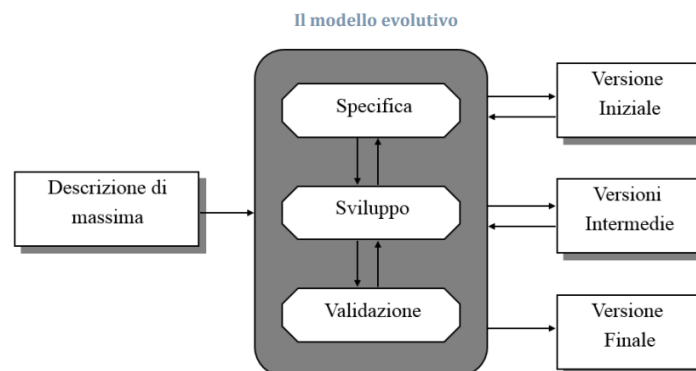 Il modello evolutivo
Descrizione di
massima
Specifica
Sviluppo
Validazione
Versione
Iniziale
Versioni
Intermedie
Versione
Finale